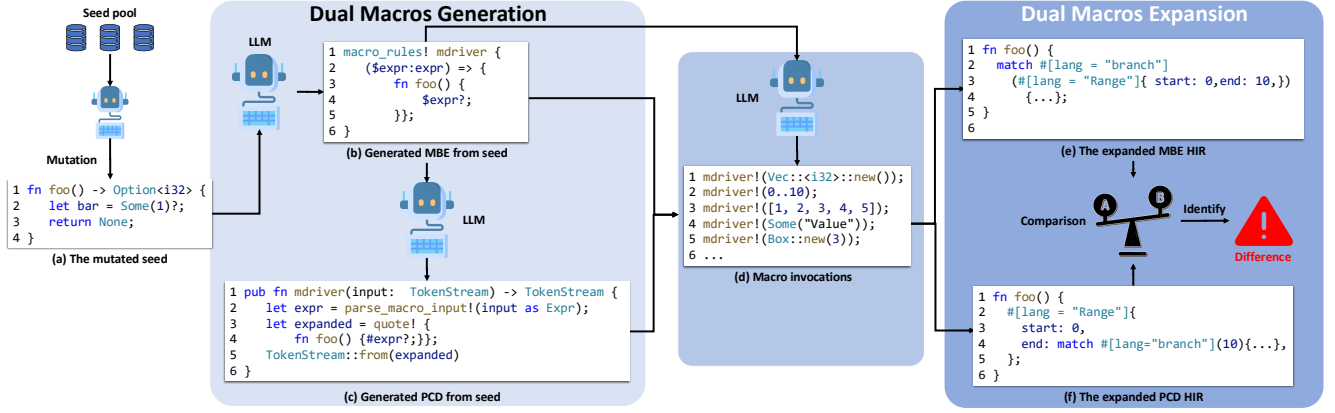 Seed pool
Mutation
1 fn foo() -> Option<i32> {
2 let bar = Some(1)?;
3 return None;
4 }
(a) The mutated seed
Dual Macros Generation
LLM
1 macro_rules! mdriver {
2 ($expr:expr) => {
3 fn foo() {
4 $expr?;
5 }};
6 }
(b) Generated MBE from seed
LLM
1 pub fn mdriver(input: TokenStream) -> TokenStream {
2 let expr = parse_macro_input!(input as Expr);
3 let expanded = quote! {
4 fn foo() {#expr?;}};
5 TokenStream::from(expanded)
6 }
(c) Generated PCD from seed
LLM
1 mdriver!(Vec::<i32>::new());
2 mdriver!(0..10);
3 mdriver!([1, 2, 3, 4, 5]);
4 mdriver!(Some("Value"));
5 mdriver!(Box::new(3));
6 ...
(d) Macro invocations
Dual Macros Expansion
1 fn foo() {
2 match #[lang = "branch"]
3 (#[lang = "Range"]{ start: 0,end: 10,})
4 {...};
5 }
6
(e) The expanded MBE HIR
Comparison
A
B
Identify
Difference
1 fn foo() {
2 #[lang = "Range"]{
3 start: 0,
4 end: match #[lang="branch"](10){...},
5 };
6 }
(f) The expanded PCD HIR